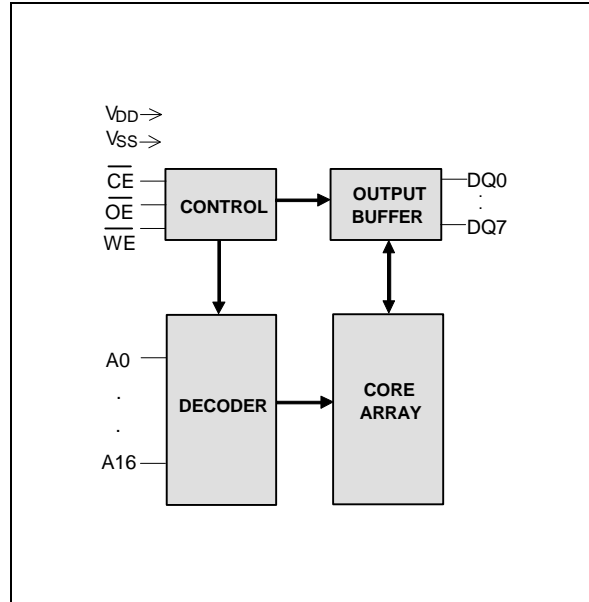 VDD
VSS
CE
OE
WE
CONTROL
OUTPUT
BUFFER
DQ0
.
.
DQ7
A0
.
.
A16
DECODER
CORE
ARRAY